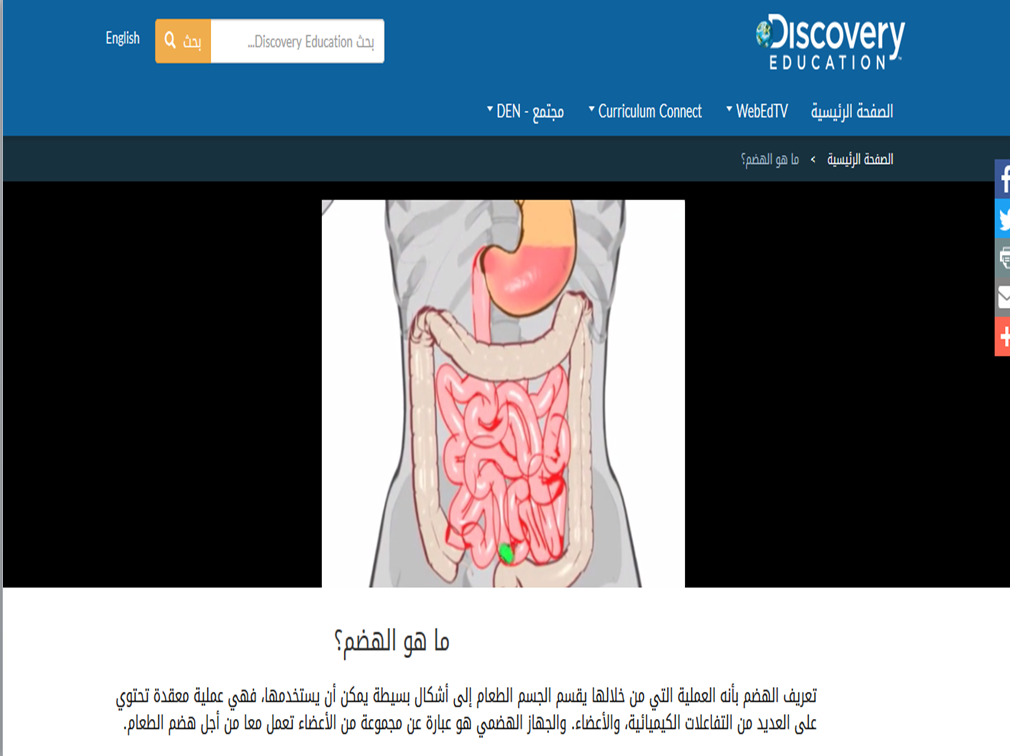 Discovery
EDUCATION
بحث Discovery Education...
بحث
English
الصفحة الرئيسية WebEdTV Curriculum Connect مجتمع - DEN
الصفحة الرئيسية › ما هو الهضم؟
ما هو الهضم؟
تعريف الهضم بأنه العملية التي من خلالها يقسم الجسم الطعام إلى أشكال بسيطة يمكن أن يستخدمها، فهي عملية معقدة تحتوي
على العديد من التفاعلات الكيميائية، والأعضاء. والجهاز الهضمي هو عبارة عن مجموعة من الأعضاء تعمل معا من أجل هضم الطعام.